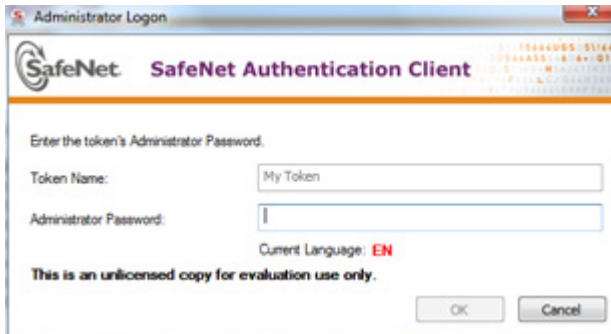 Administrator Logon
SafeNet. SafeNet Authentication Client
Enter the token's Administrator Password.
Token Name: My Token
Administrator Password:
Current Language: EN
This is an unlicensed copy for evaluation use only.
OK Cancel